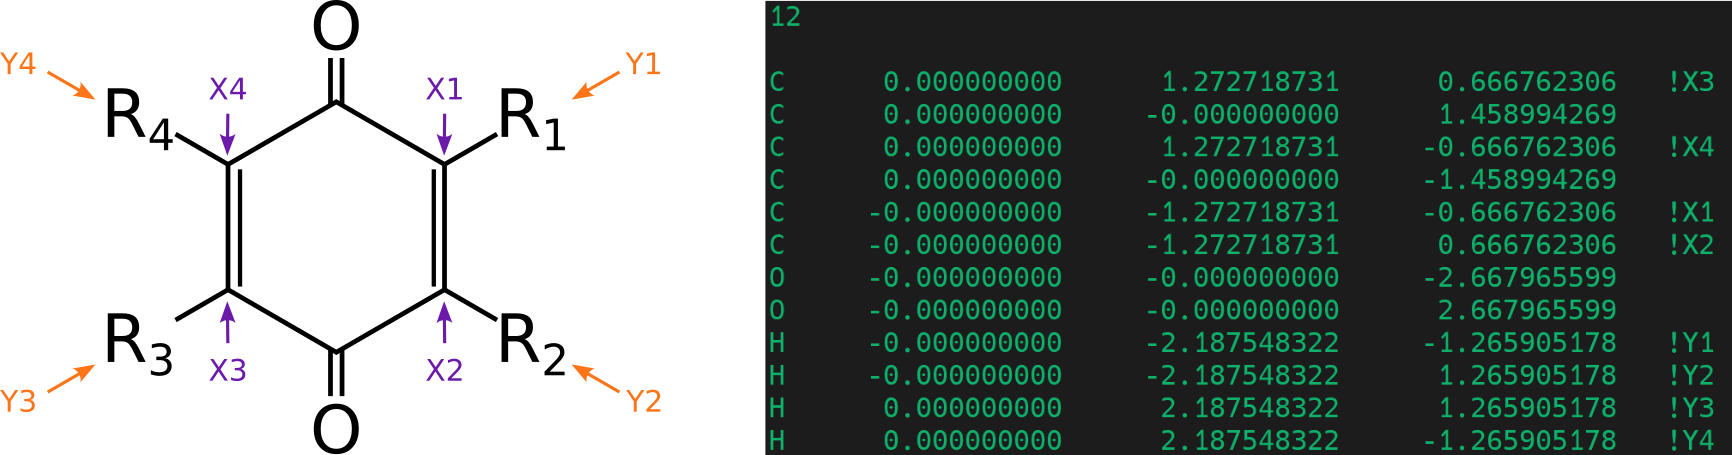 O
Y4
Y1
X4
X1
R4
R1
R3
R2
X3
X2
Y3
Y2
O
12
C 0.000000000 1.272718731 0.666762306 !X3
C 0.000000000 -0.000000000 1.458994269
C 0.000000000 1.272718731 -0.666762306 !X4
C 0.000000000 -0.000000000 -1.458994269
C -0.000000000 -1.272718731 -0.666762306 !X1
C -0.000000000 -1.272718731 0.666762306 !X2
O -0.000000000 -0.000000000 -2.667965599
O -0.000000000 -0.000000000 2.667965599
H -0.000000000 -2.187548322 -1.265905178 !Y1
H -0.000000000 -2.187548322 1.265905178 !Y2
H 0.000000000 2.187548322 1.265905178 !Y3
H 0.000000000 2.187548322 -1.265905178 !Y4